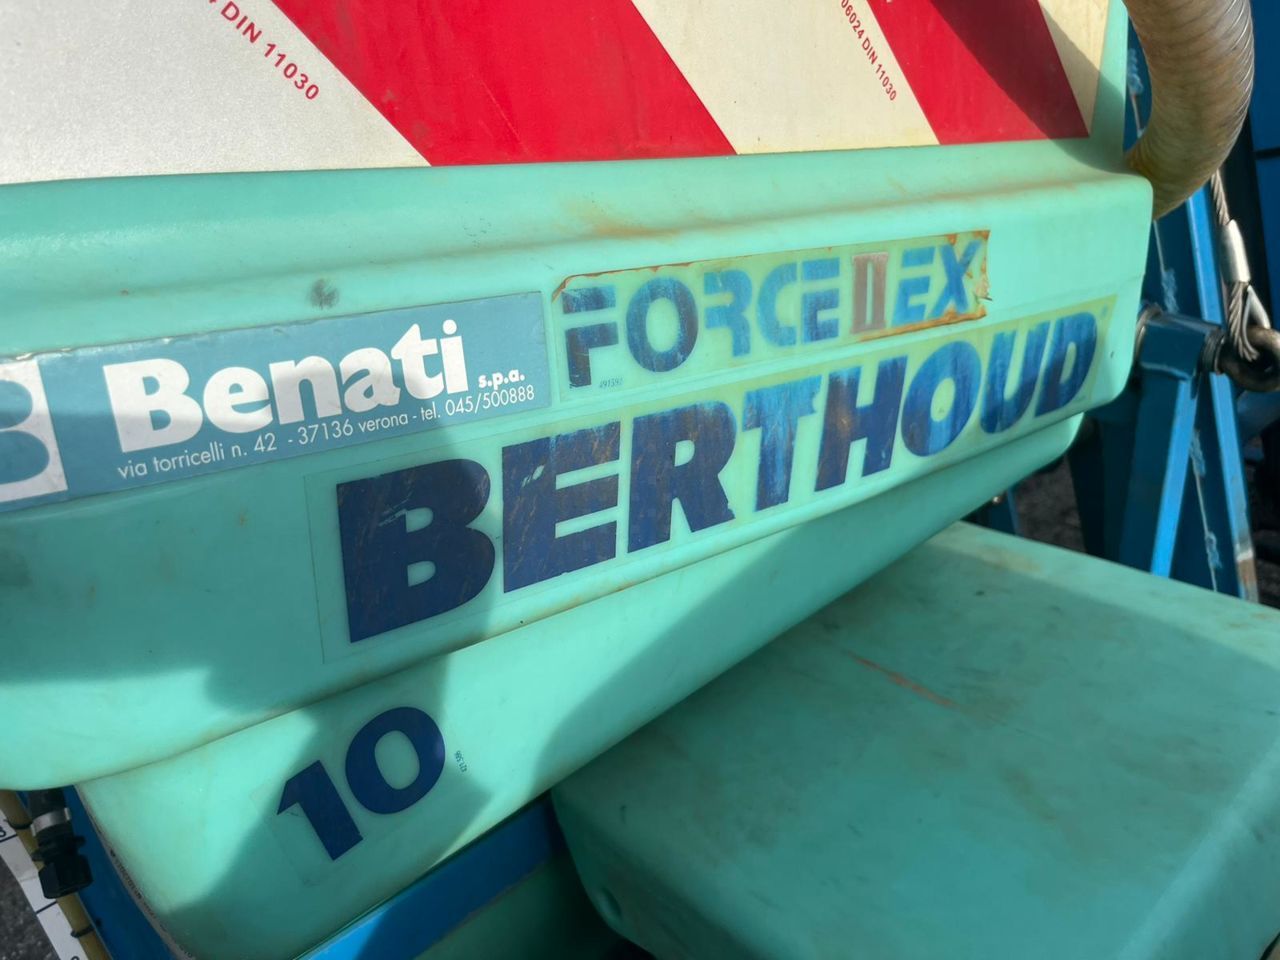 DIN 11030
06024 DIN 11030
Benati s.p.a.
via torricelli n. 42 - 37136 verona - tel. 045/500888
FORCE II EX
BERTHOUD
10